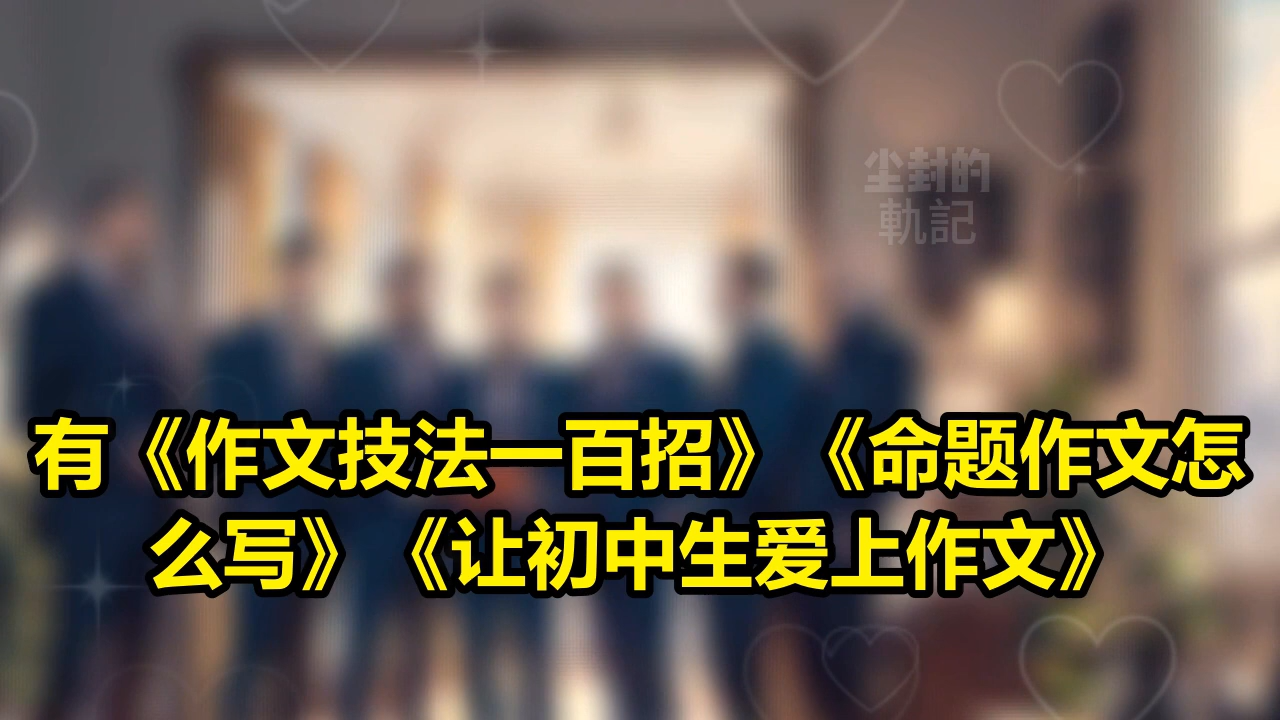 尘封的
軌記
有《作文技法一百招》《命题作文怎
么写》《让初中生爱上作文》